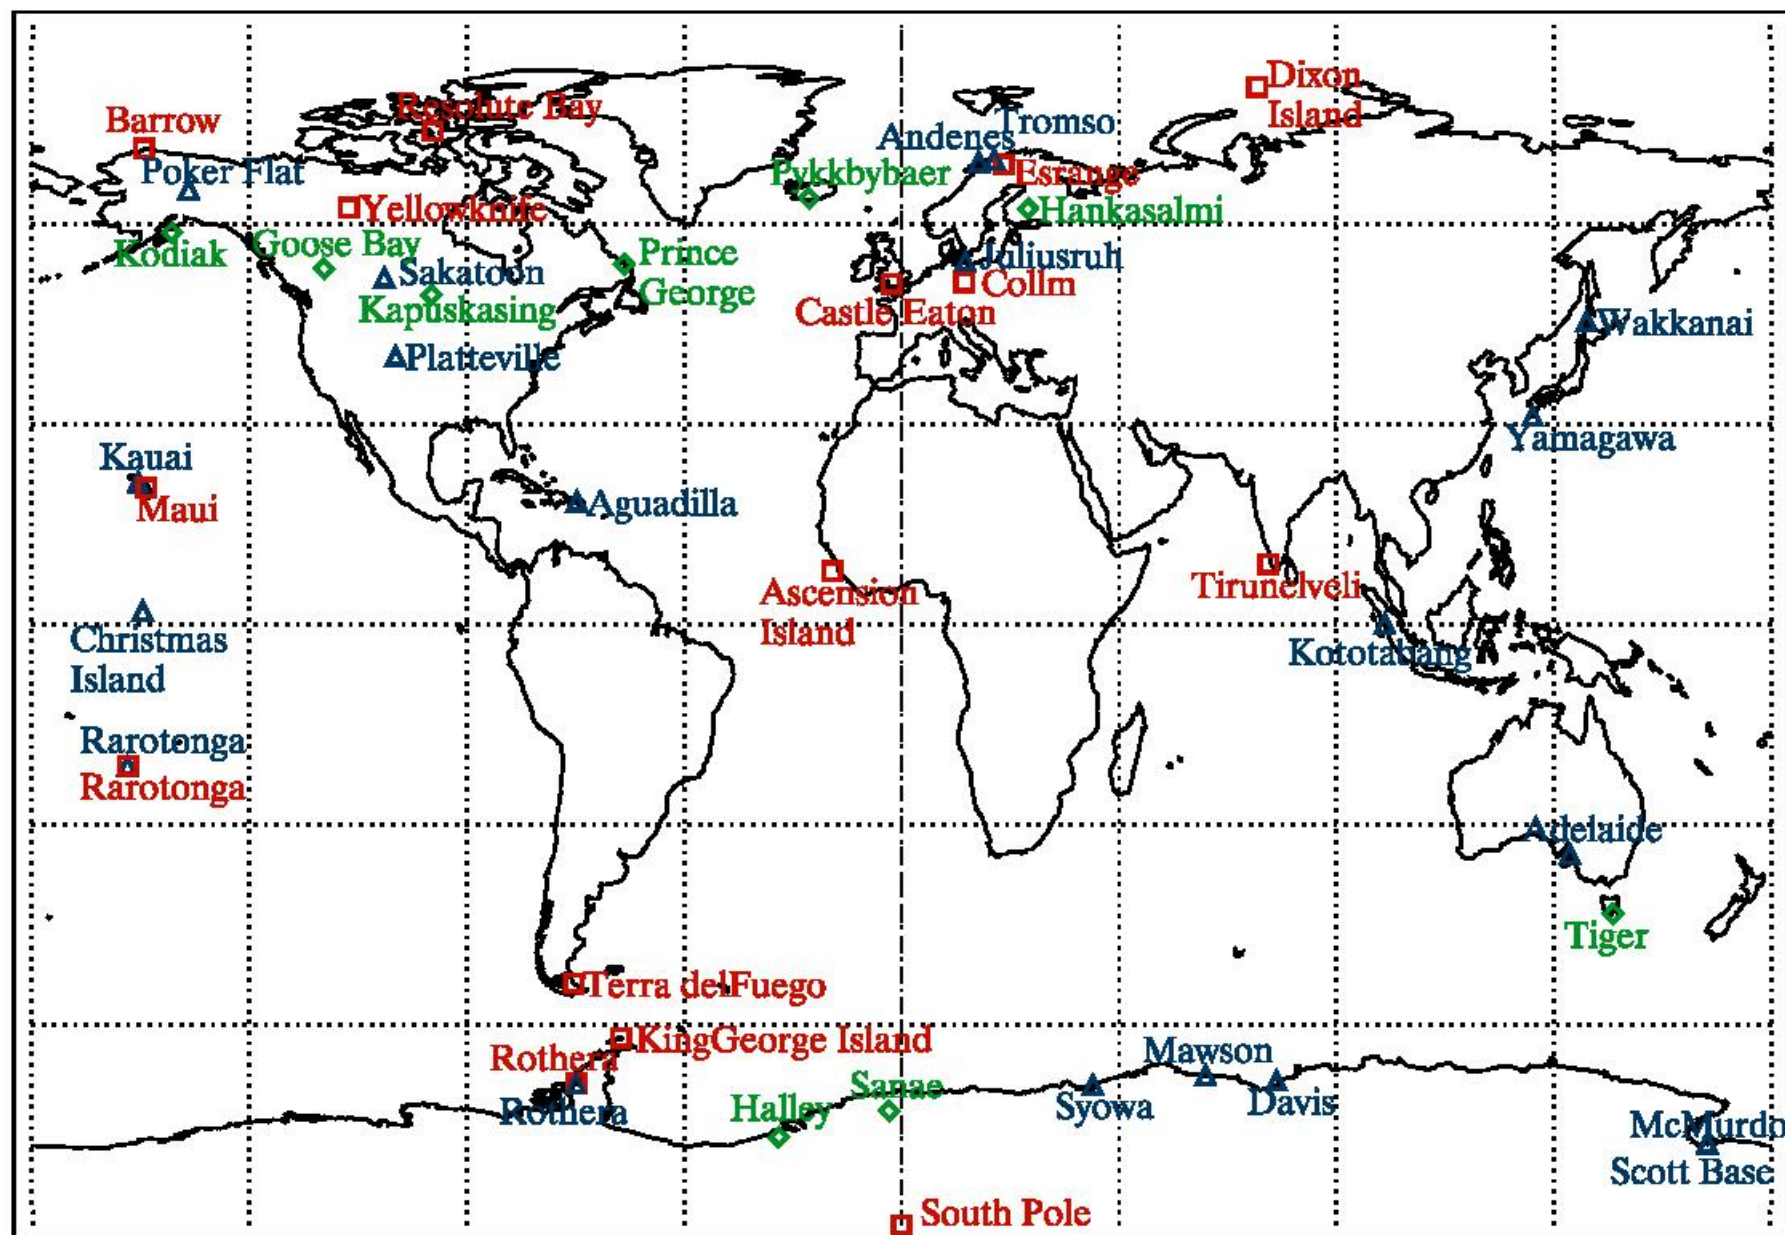 Dixon
Island
Resolute Bay
Barrow
Tromso
Andenes
Poker Flat
Pykkbybaer
Esrange
Yellowknife
Hankasalmi
Kodiak
Goose Bay
Prince
George
Sakatoon
Juliusruh
Collm
Kapuskasing
Castle Eaton
Wakkanai
Platteville
Yamagawa
Kauai
Maui
Aguadilla
Ascension
Island
Tirunelveli
Christmas
Island
Kototabang
Rarotonga
Rarotonga
Adelaide
Tiger
Terra delFuego
KingGeorge Island
Rothera
Rothera
Mawson
Sanae
Halley
Syowa
Davis
McMurdo
Scott Base
South Pole